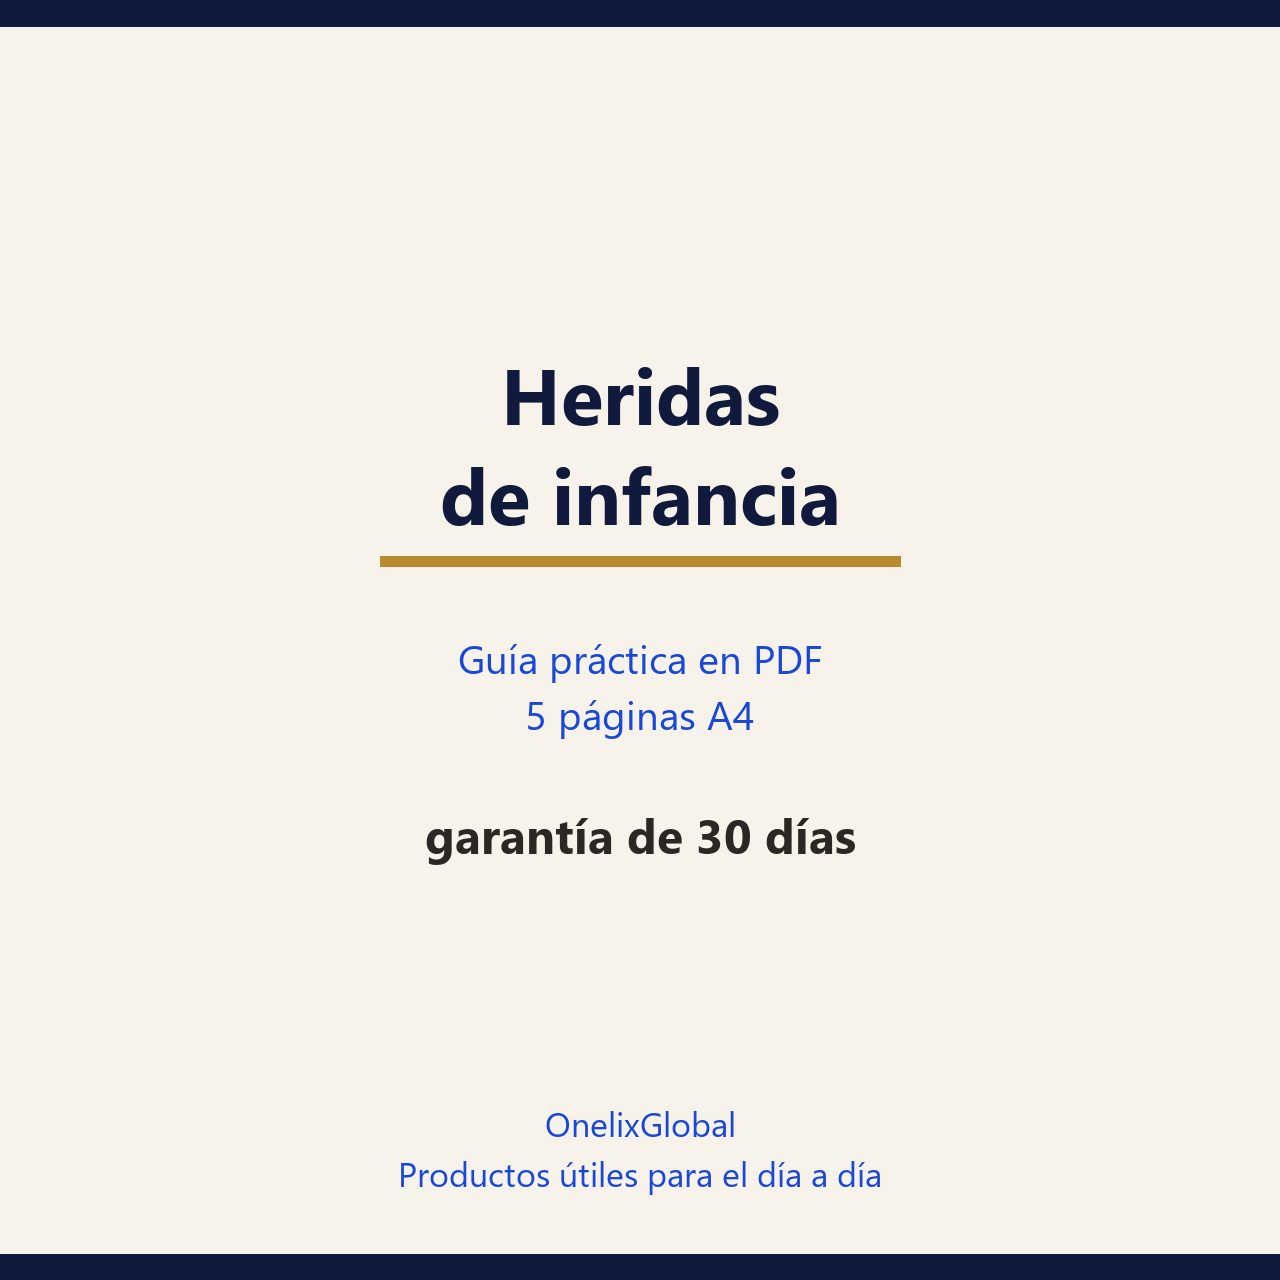 Heridas
de infancia
Guía práctica en PDF
5 páginas A4
garantía de 30 días
OnelixGlobal
Productos útiles para el día a día